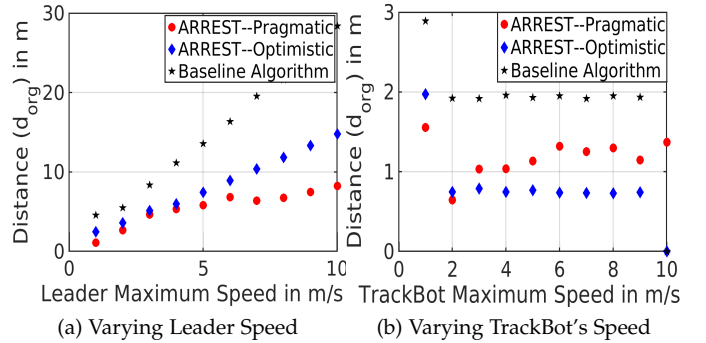 30
20
10
0
Distance (d_org) in m
ARREST--Pragmatic
ARREST--Optimistic
Baseline Algorithm
0 5 10
Leader Maximum Speed in m/s
(a) Varying Leader Speed
3
2
1
0
Distance (d_org) in m
ARREST--Pragmatic
ARREST--Optimistic
Baseline Algorithm
0 2 4 6 8 10
TrackBot Maximum Speed in m/s
(b) Varying TrackBot's Speed